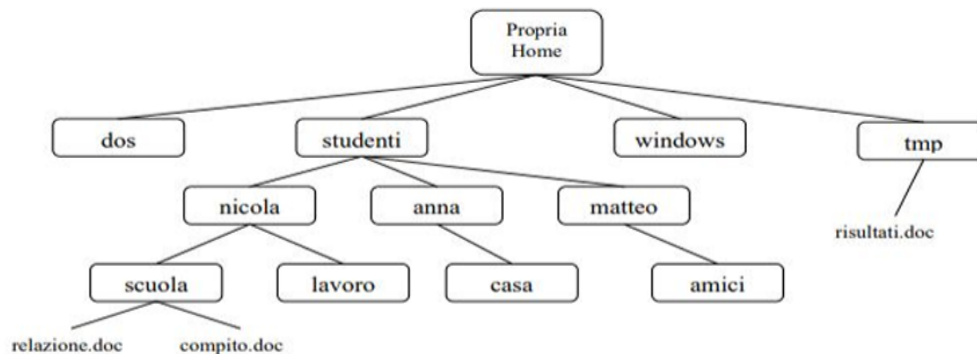 Propria
Home
dos
studenti
windows
tmp
nicola
anna
matteo
risultati.doc
scuola
lavoro
casa
amici
relazione.doc
compito.doc